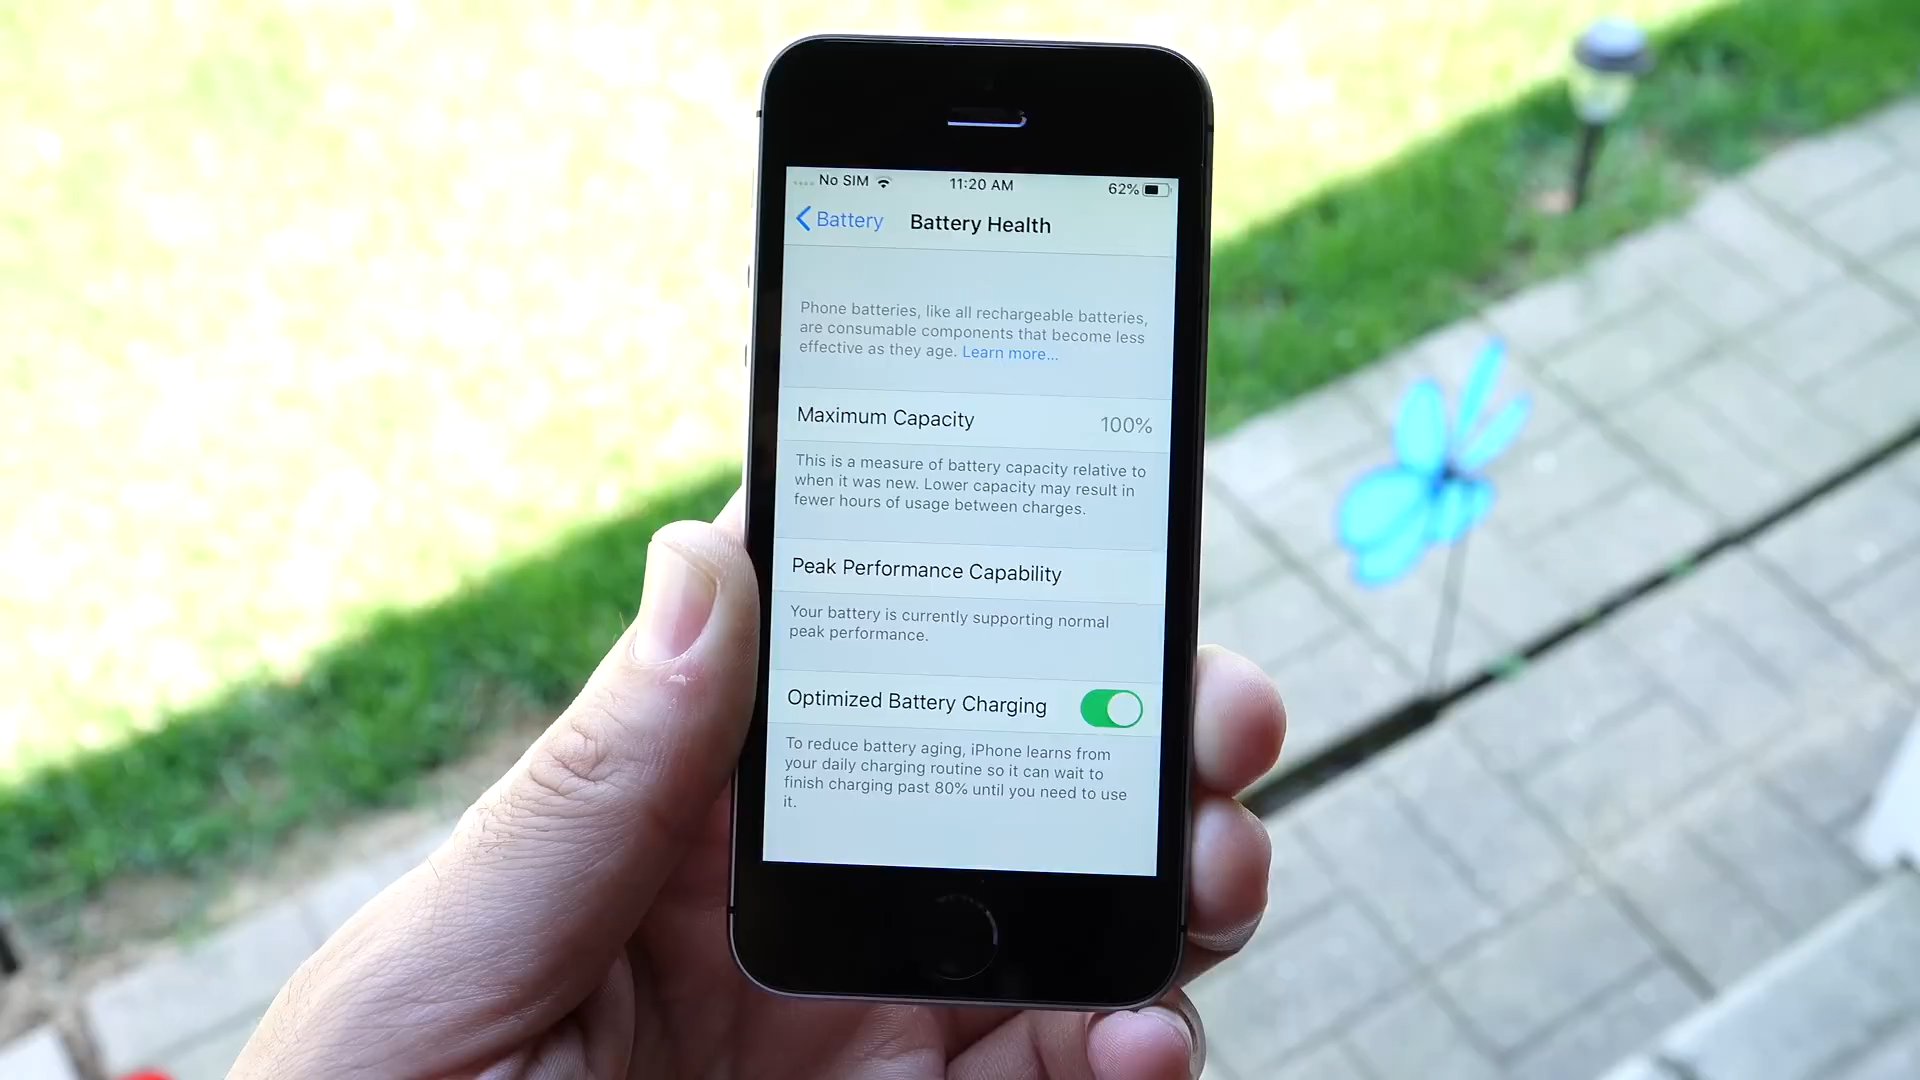 No SIM 11:20 AM 62%
Battery Battery Health
Phone batteries, like all rechargeable batteries,
are consumable components that become less
effective as they age. Learn more...
Maximum Capacity 100%
This is a measure of battery capacity relative to
when it was new. Lower capacity may result in
fewer hours of usage between charges.
Peak Performance Capability
Your battery is currently supporting normal
peak performance.
Optimized Battery Charging
To reduce battery aging, iPhone learns from
your daily charging routine so it can wait to
finish charging past 80% until you need to use
it.